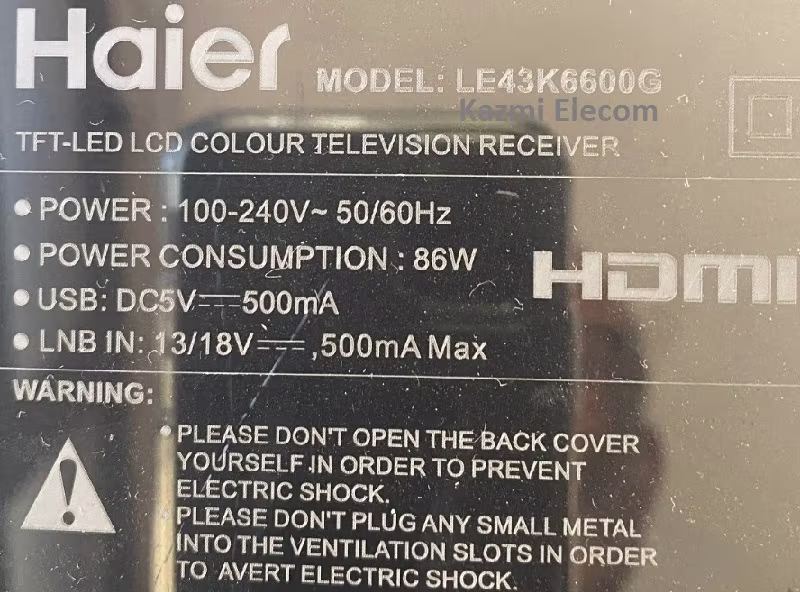 Haier
MODEL: LE43K6600G
Kazmi Elecom
TFT-LED LCD COLOUR TELEVISION RECEIVER
• POWER : 100-240V~ 50/60Hz
• POWER CONSUMPTION : 86W
HDMI
• USB: DC5V⎓500mA
• LNB IN: 13/18V⎓,500mA Max
WARNING:
• PLEASE DON'T OPEN THE BACK COVER
YOURSELF.IN ORDER TO PREVENT
ELECTRIC SHOCK.
• PLEASE DON'T PLUG ANY SMALL METAL
INTO THE VENTILATION SLOTS IN ORDER
TO AVERT ELECTRIC SHOCK.